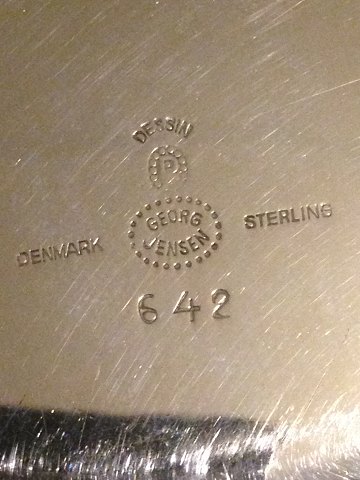 DESSIN
GEORG
JENSEN
DENMARK
STERLING
642